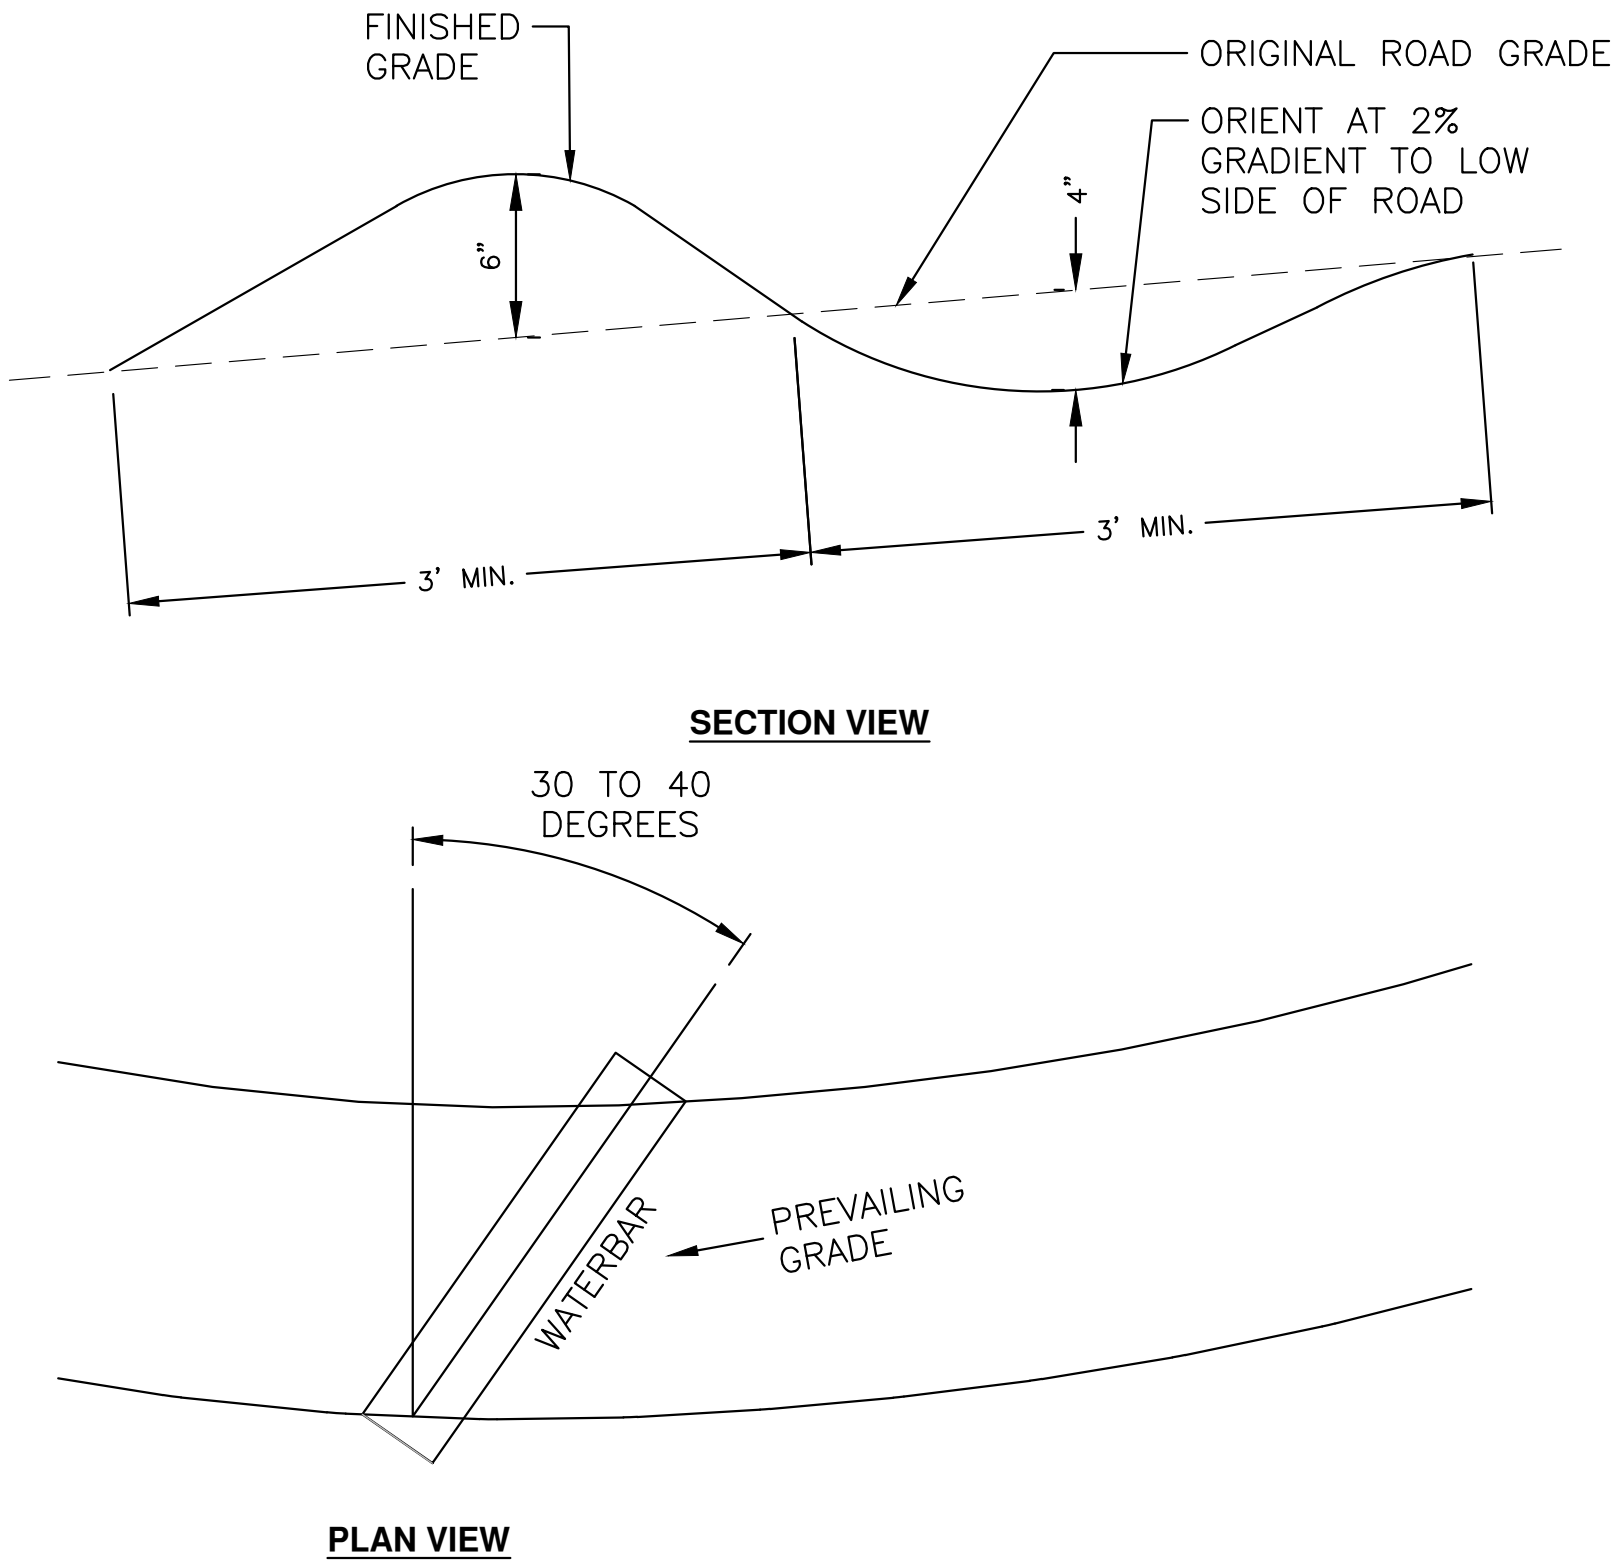 FINISHED
GRADE
ORIGINAL ROAD GRADE
ORIENT AT 2%
GRADIENT TO LOW
SIDE OF ROAD
4"
6"
3' MIN.
3' MIN.
SECTION VIEW
30 TO 40
DEGREES
PREVAILING
GRADE
WATERBAR
PLAN VIEW